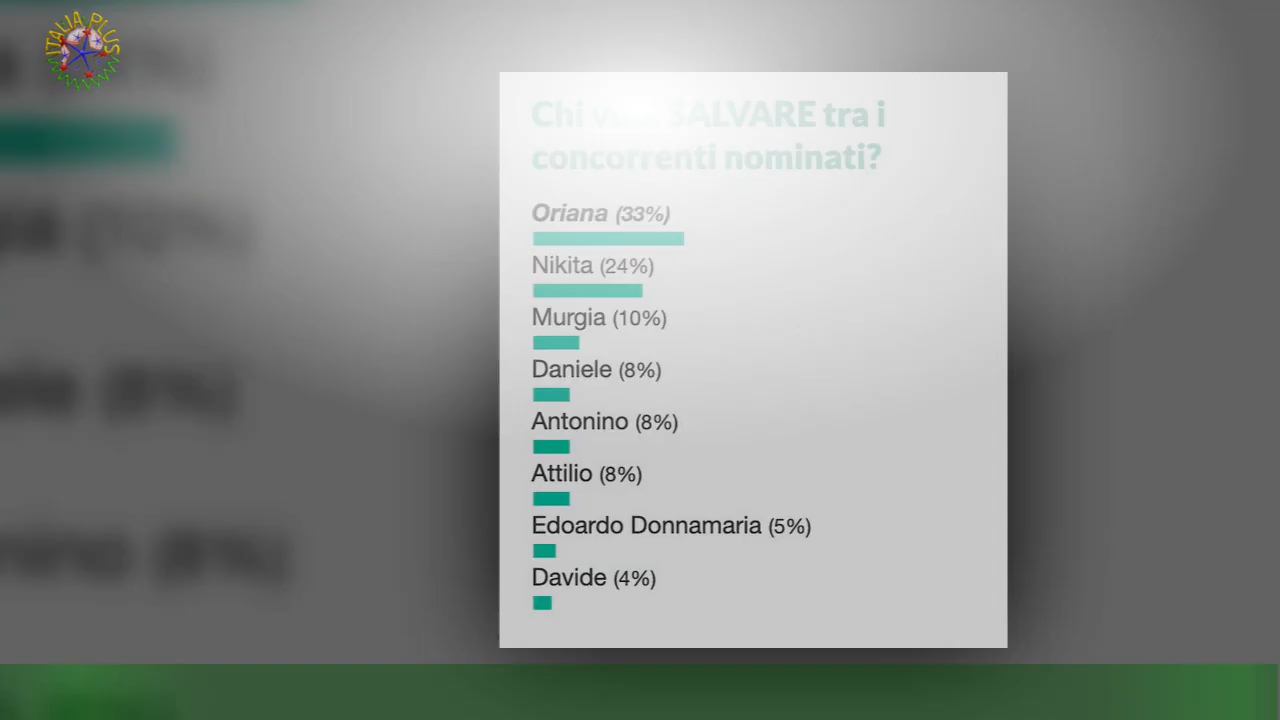 ITALIA PLUS
Chi vuoi SALVARE tra i
concorrenti nominati?
Oriana (33%)
Nikita (24%)
Murgia (10%)
Daniele (8%)
Antonino (8%)
Attilio (8%)
Edoardo Donnamaria (5%)
Davide (4%)